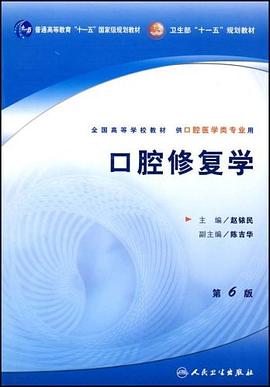 普通高等教育“十一五”国家级规划教材 卫生部“十一五”规划教材
全国高等学校教材 供口腔医学类专业用
口腔修复学
主 编 赵铱民
副主编 陈吉华
第6版
人民卫生出版社